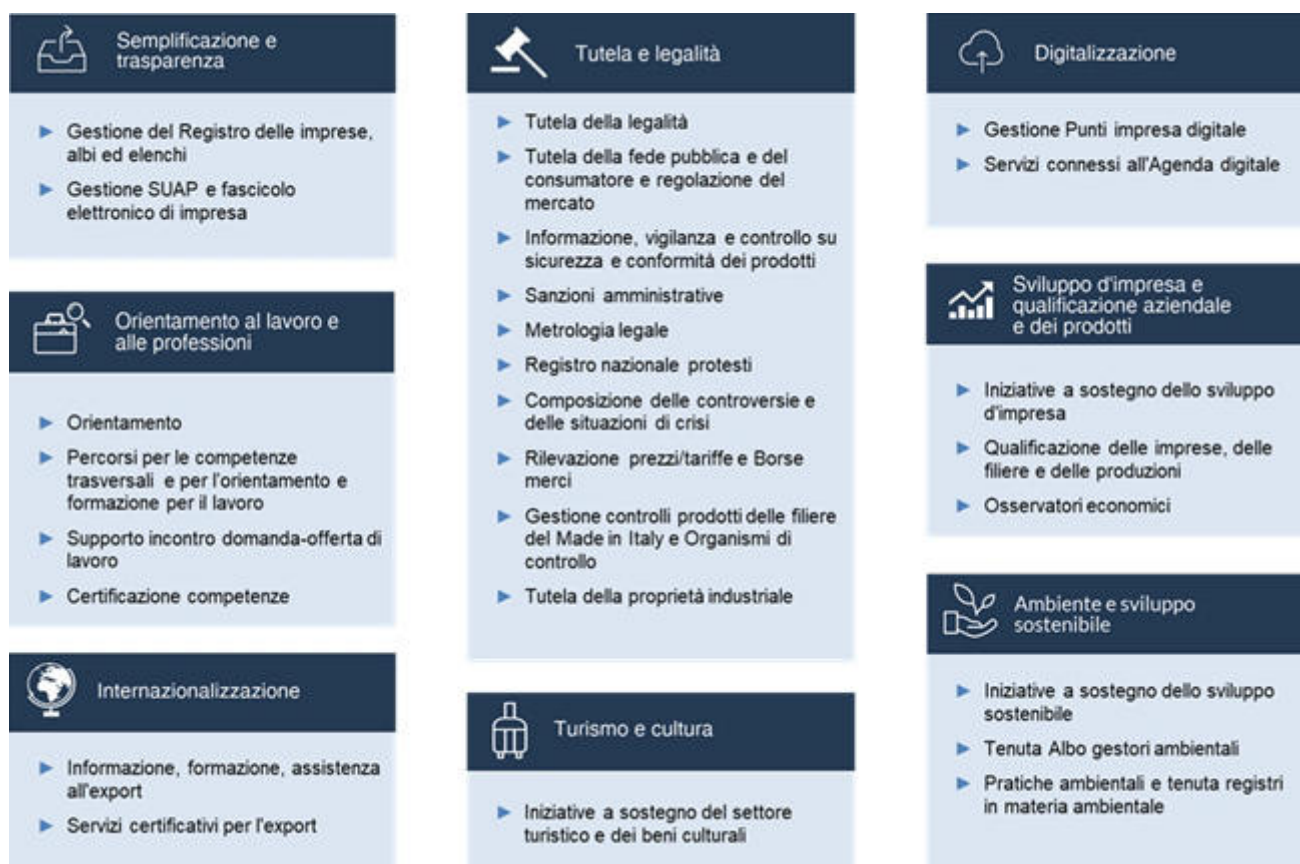 Semplificazione e
trasparenza
Gestione del Registro delle imprese,
albi ed elenchi
Gestione SUAP e fascicolo
elettronico di impresa
Orientamento al lavoro e
alle professioni
Orientamento
Percorsi per le competenze
trasversali e per l'orientamento e
formazione per il lavoro
Supporto incontro domanda-offerta di
lavoro
Certificazione competenze
Internazionalizzazione
Informazione, formazione, assistenza
all'export
Servizi certificativi per l'export
Tutela e legalità
Tutela della legalità
Tutela della fede pubblica e del
consumatore e regolazione del
mercato
Informazione, vigilanza e controllo su
sicurezza e conformità dei prodotti
Sanzioni amministrative
Metrologia legale
Registro nazionale protesti
Composizione delle controversie e
delle situazioni di crisi
Rilevazione prezzi/tariffe e Borse
merci
Gestione controlli prodotti delle filiere
del Made in Italy e Organismi di
controllo
Tutela della proprietà industriale
Turismo e cultura
Iniziative a sostegno del settore
turistico e dei beni culturali
Digitalizzazione
Gestione Punti impresa digitale
Servizi connessi all'Agenda digitale
Sviluppo d'impresa e
qualificazione aziendale
e dei prodotti
Iniziative a sostegno dello sviluppo
d'impresa
Qualificazione delle imprese, delle
filiere e delle produzioni
Osservatori economici
Ambiente e sviluppo
sostenibile
Iniziative a sostegno dello sviluppo
sostenibile
Tenuta Albo gestori ambientali
Pratiche ambientali e tenuta registri
in materia ambientale